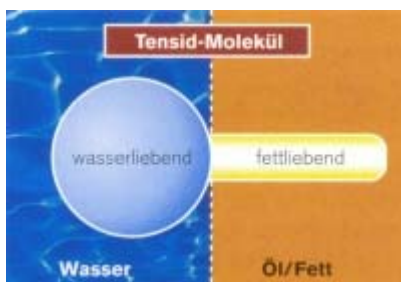 Tensid-Molekül
wasserliebend
fettliebend
Wasser
Öl/Fett